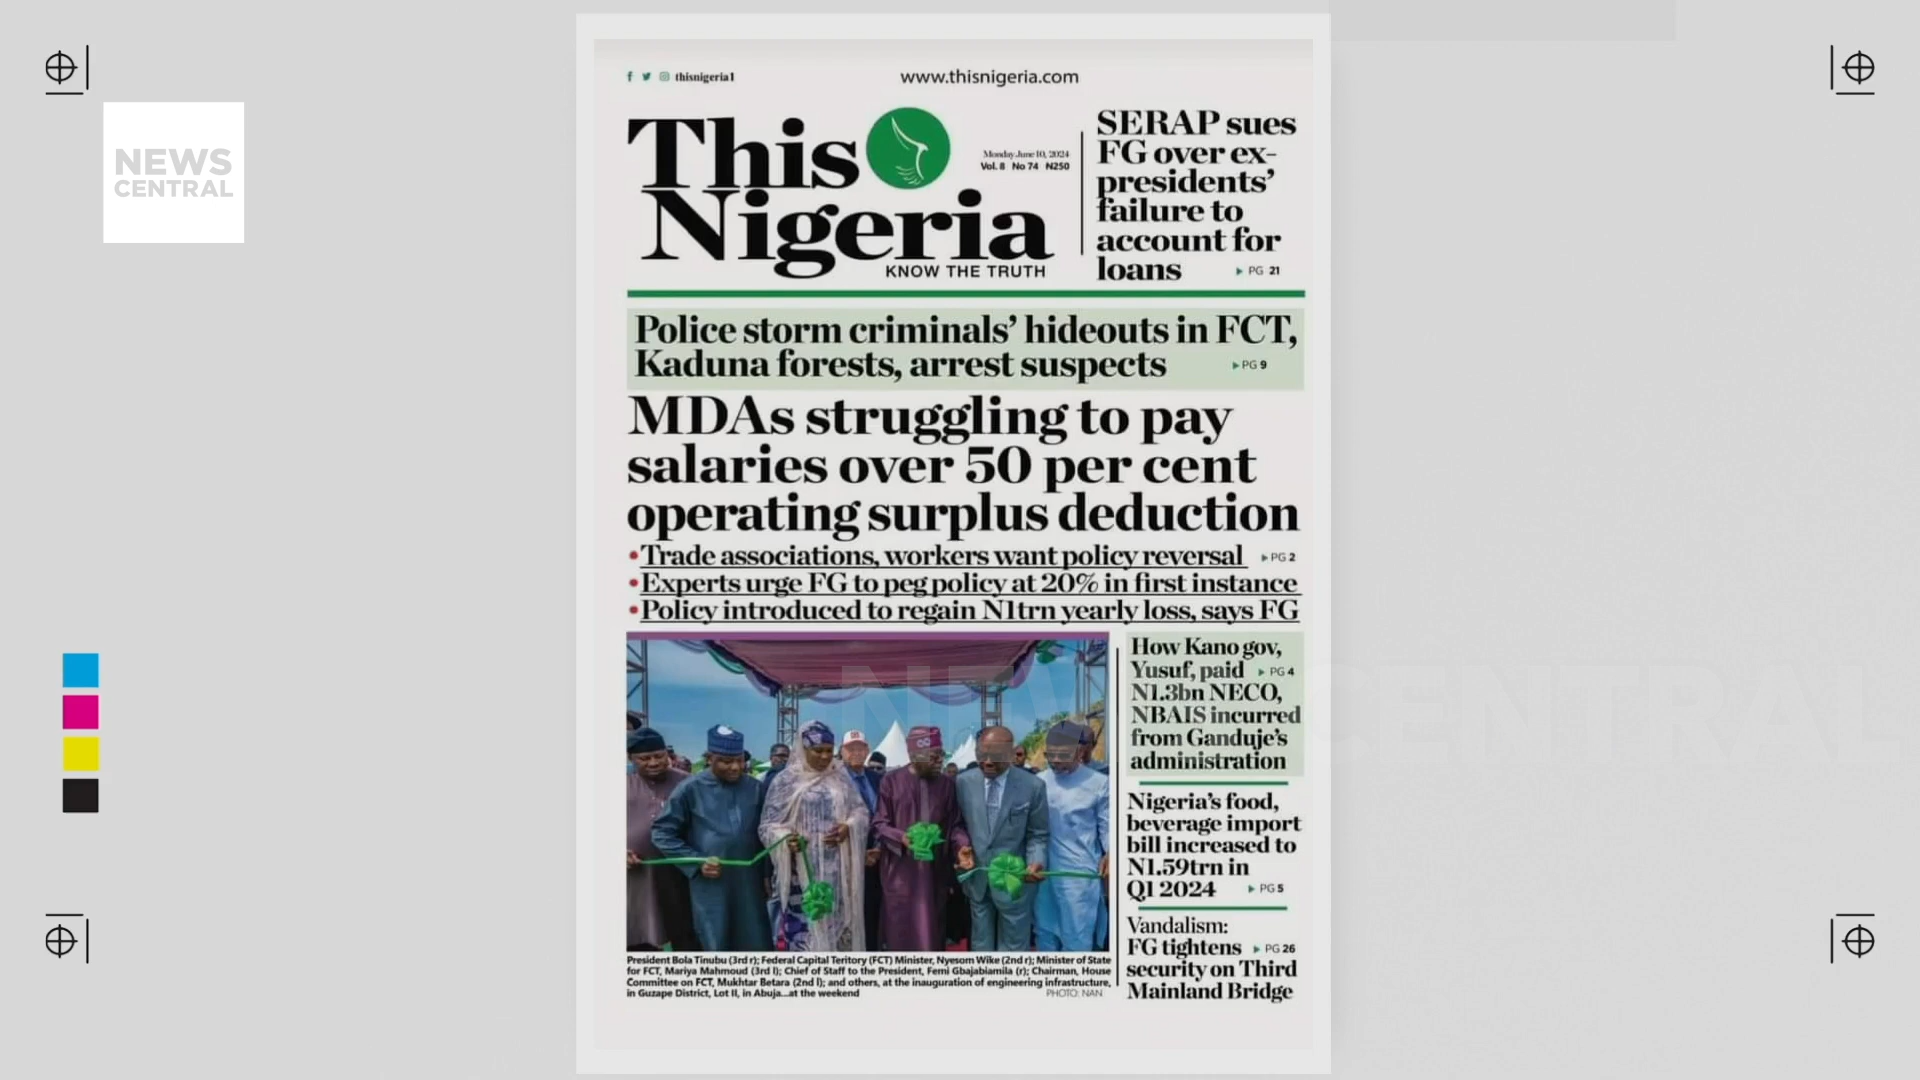 NEWS
CENTRAL
thisnigeria1
www.thisnigeria.com
This
Nigeria
KNOW THE TRUTH
Monday June 10, 2024
Vol. 8 No 74 N250
SERAP sues
FG over ex-
presidents’
failure to
account for
loans
PG 21
Police storm criminals’ hideouts in FCT,
Kaduna forests, arrest suspects
PG 9
MDAs struggling to pay
salaries over 50 per cent
operating surplus deduction
•Trade associations, workers want policy reversal PG 2
•Experts urge FG to peg policy at 20% in first instance
•Policy introduced to regain N1trn yearly loss, says FG
President Bola Tinubu (3rd r); Federal Capital Teritory (FCT) Minister, Nyesom Wike (2nd r); Minister of State
for FCT, Mariya Mahmoud (3rd l); Chief of Staff to the President, Femi Gbajabiamila (r); Chairman, House
Committee on FCT, Mukhtar Betara (2nd l); and others, at the inauguration of engineering infrastructure,
in Guzape District, Lot II, in Abuja...at the weekend
PHOTO: NAN
How Kano gov,
Yusuf, paid PG 4
N1.3bn NECO,
NBAIS incurred
from Ganduje’s
administration
Nigeria’s food,
beverage import
bill increased to
N1.59trn in
Q1 2024 PG 5
Vandalism:
FG tightens PG 26
security on Third
Mainland Bridge
NEWS CENTRAL